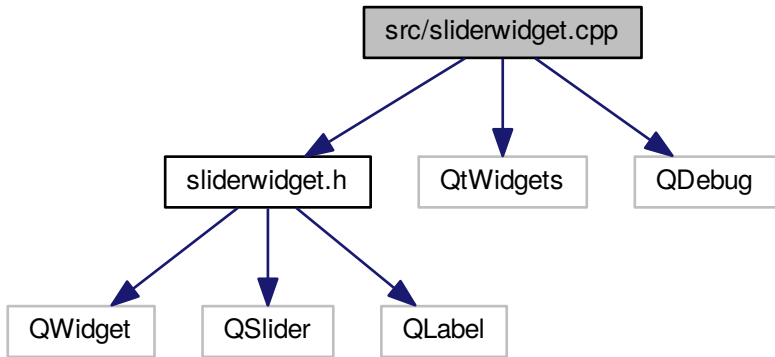 src/sliderwidget.cpp
sliderwidget.h
QtWidgets
QDebug
QWidget
QSlider
QLabel